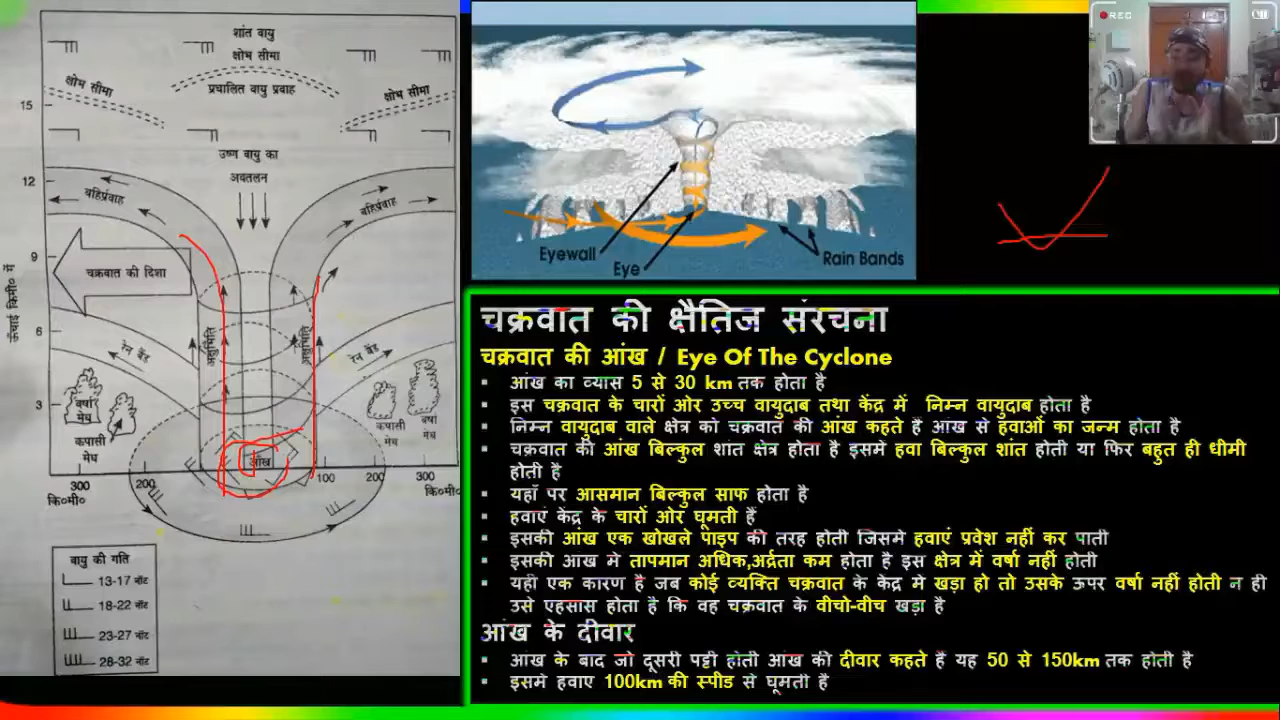 शांत वायु
क्षोभ सीमा
प्रचालित वायु प्रवाह
क्षोभ सीमा
क्षोभ सीमा
15
उष्ण वायु का
अवतलन
12
बहिर्प्रवाह
बहिर्प्रवाह
9
चक्रवात की दिशा
ऊँचाई कि०मी० में
6
रेन बैंड
रेन बैंड
3
वर्षा
मेघ
कपासी
मेघ
कपासी
मेघ
वर्षा
मेघ
आँख
300
200
100
200
300
कि०मी०
कि०मी०
वायु की गति
13-17 नॉट
18-22 नॉट
23-27 नॉट
28-32 नॉट
REC
Eyewall
Eye
Rain Bands
चक्रवात की क्षैतिज संरचना
चक्रवात की आंख / Eye Of The Cyclone
▪ आंख का व्यास 5 से 30 km तक होता है
▪ इस चक्रवात के चारों ओर उच्च वायुदाब तथा केंद्र में निम्न वायुदाब होता है
▪ निम्न वायुदाब वाले क्षेत्र को चक्रवात की आंख कहते हैं आंख से हवाओं का जन्म होता है
▪ चक्रवात की आंख बिल्कुल शांत क्षेत्र होता है इसमें हवा बिल्कुल शांत होती या फिर बहुत ही धीमी
होती है
▪ यहाँ पर आसमान बिल्कुल साफ होता है
▪ हवाएं केंद्र के चारों ओर घूमती हैं
▪ इसकी आंख एक खोखले पाइप की तरह होती जिसमे हवाएं प्रवेश नहीं कर पाती
▪ इसकी आंख मे तापमान अधिक,अर्द्रता कम होता है इस क्षेत्र में वर्षा नहीं होती
▪ यही एक कारण है जब कोई व्यक्ति चक्रवात के केंद्र में खड़ा हो तो उसके ऊपर वर्षा नहीं होती न ही
उसे एहसास होता है कि वह चक्रवात के वीचो-वीच खड़ा है
आंख के दीवार
▪ आंख के बाद जो दूसरी पट्टी होती आंख की दीवार कहते हैं यह 50 से 150km तक होती है
▪ इसमे हवाए 100km की स्पीड से घूमती हैं